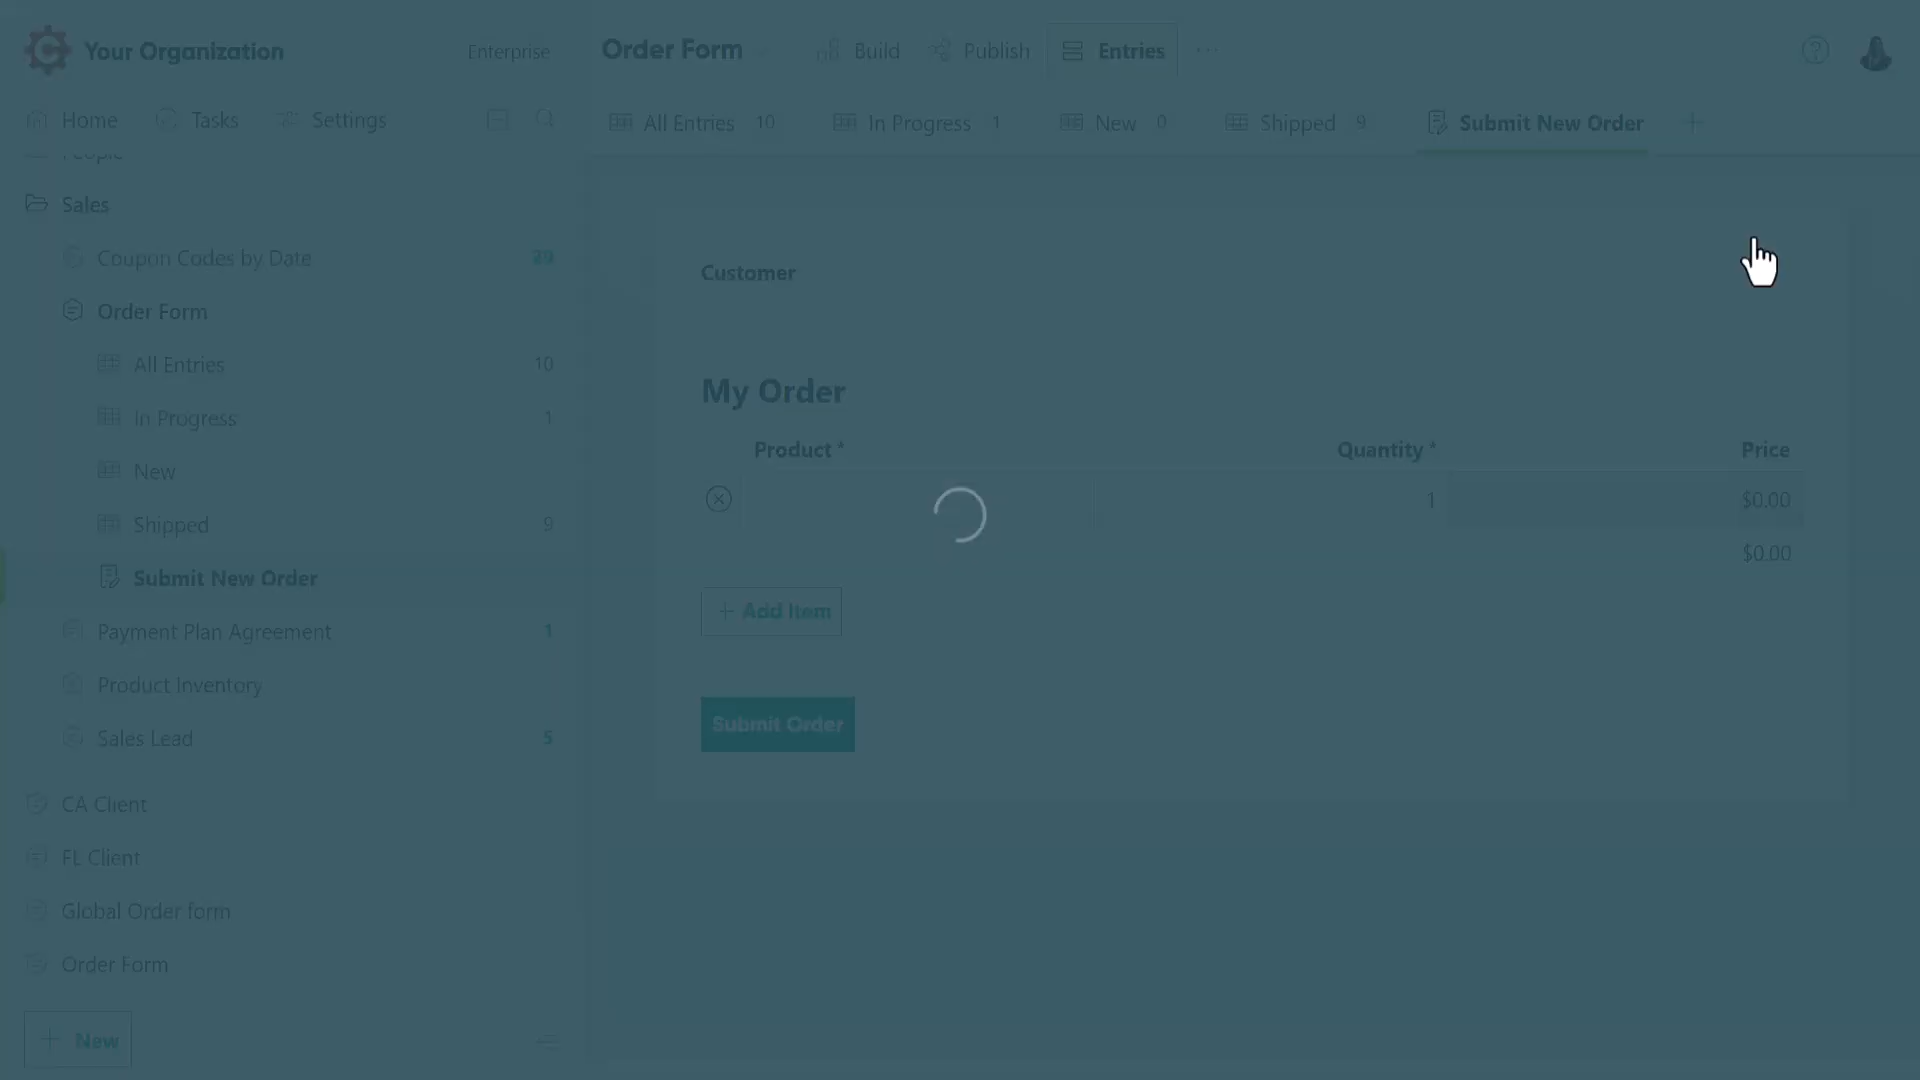 Your Organization
Enterprise
Home
Tasks
Settings
People
Sales
Coupon Codes by Date 29
Order Form
All Entries 10
In Progress 1
New
Shipped 9
Submit New Order
Payment Plan Agreement 1
Product Inventory
Sales Lead 5
CA Client
FL Client
Global Order form
Order Form
+ New
Order Form
Build
Publish
Entries
...
All Entries 10
In Progress 1
New 0
Shipped 9
Submit New Order
+
Customer
My Order
Product *
Quantity *
Price
1
$0.00
$0.00
+ Add Item
Submit Order